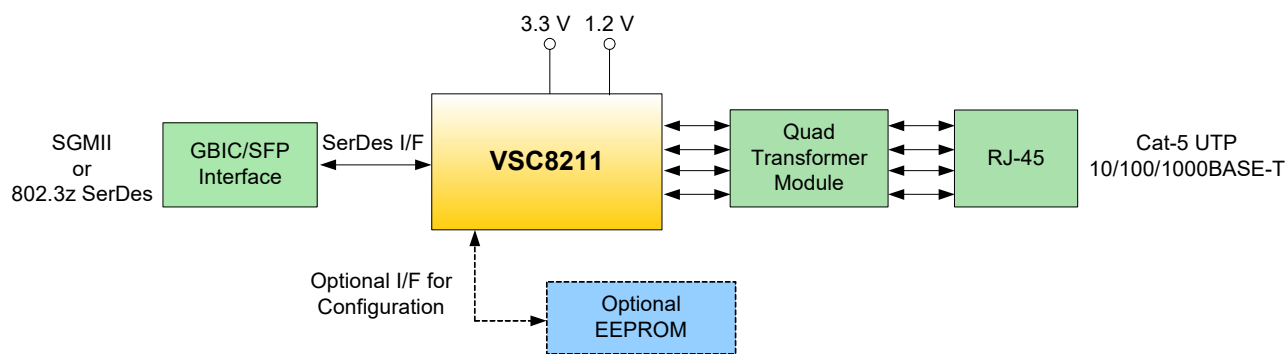 3.3 V
1.2 V
SGMII
or
802.3z SerDes
GBIC/SFP
Interface
SerDes I/F
VSC8211
Quad
Transformer
Module
RJ-45
Cat-5 UTP
10/100/1000BASE-T
Optional I/F for
Configuration
Optional
EEPROM